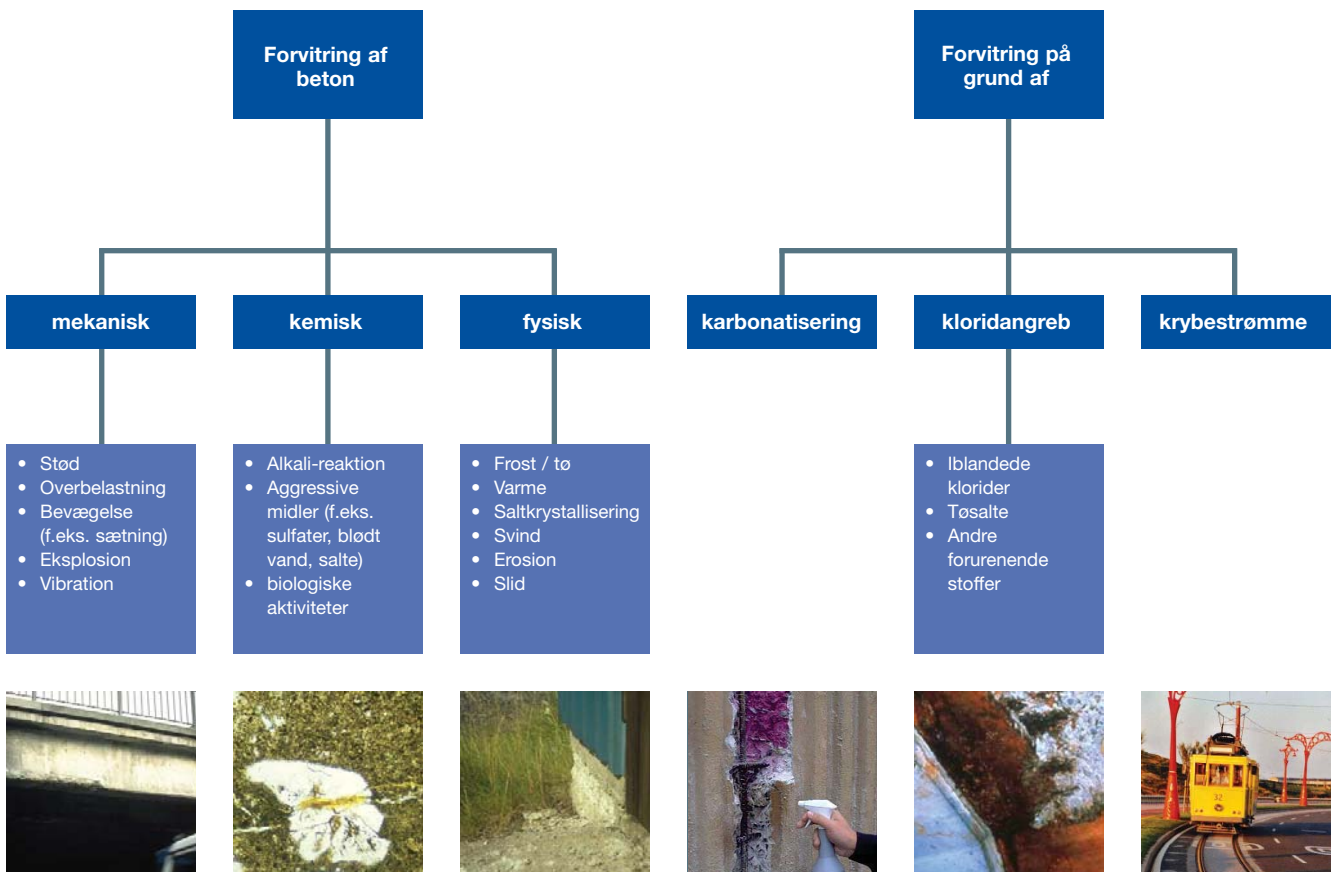 Forvitring af
beton
Forvitring på
grund af
mekanisk
kemisk
fysisk
karbonatisering
kloridangreb
krybestrømme
• Stød
• Overbelastning
• Bevægelse
(f.eks. sætning)
• Eksplosion
• Vibration
• Alkali-reaktion
• Aggressive
midler (f.eks.
sulfater, blødt
vand, salte)
• biologiske
aktiviteter
• Frost / tø
• Varme
• Saltkrystallisering
• Svind
• Erosion
• Slid
• Iblandede
klorider
• Tøsalte
• Andre
forurenende
stoffer
32